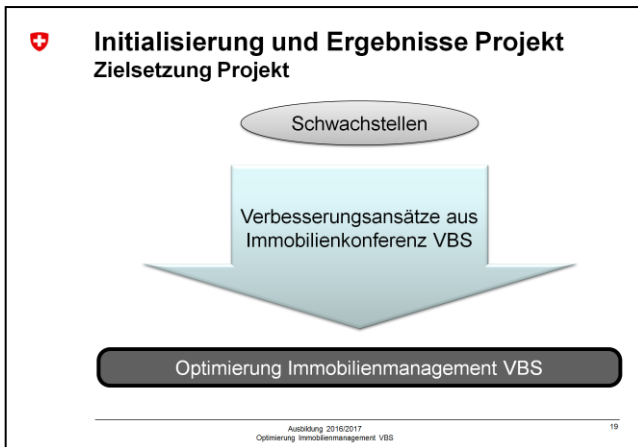 Initialisierung und Ergebnisse Projekt
Zielsetzung Projekt
Schwachstellen
Verbesserungsansätze aus
Immobilienkonferenz VBS
Optimierung Immobilienmanagement VBS
Ausbildung 2016/2017
Optimierung Immobilienmanagement VBS
19